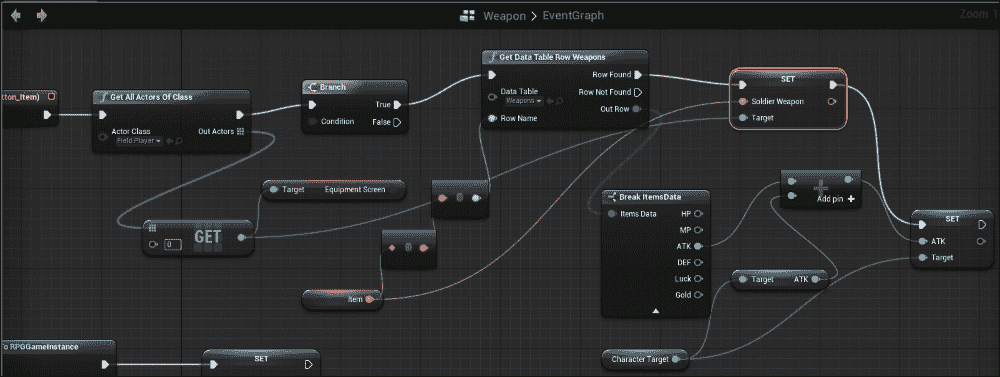 Weapon > EventGraph
Zoom
tton_Item)
Get All Actors Of Class
Actor Class
Field Player
Out Actors
Branch
Condition
True
False
Get Data Table Row Weapons
Data Table
Weapons
Row Name
Row Found
Row Not Found
Out Row
SET
Soldier Weapon
Target
Target Equipment Screen
0
GET
Item
Break ItemsData
Items Data
HP
MP
ATK
DEF
Luck
Gold
Add pin +
Target ATK
SET
ATK
Target
Character Target
To RPGGameInstance
SET